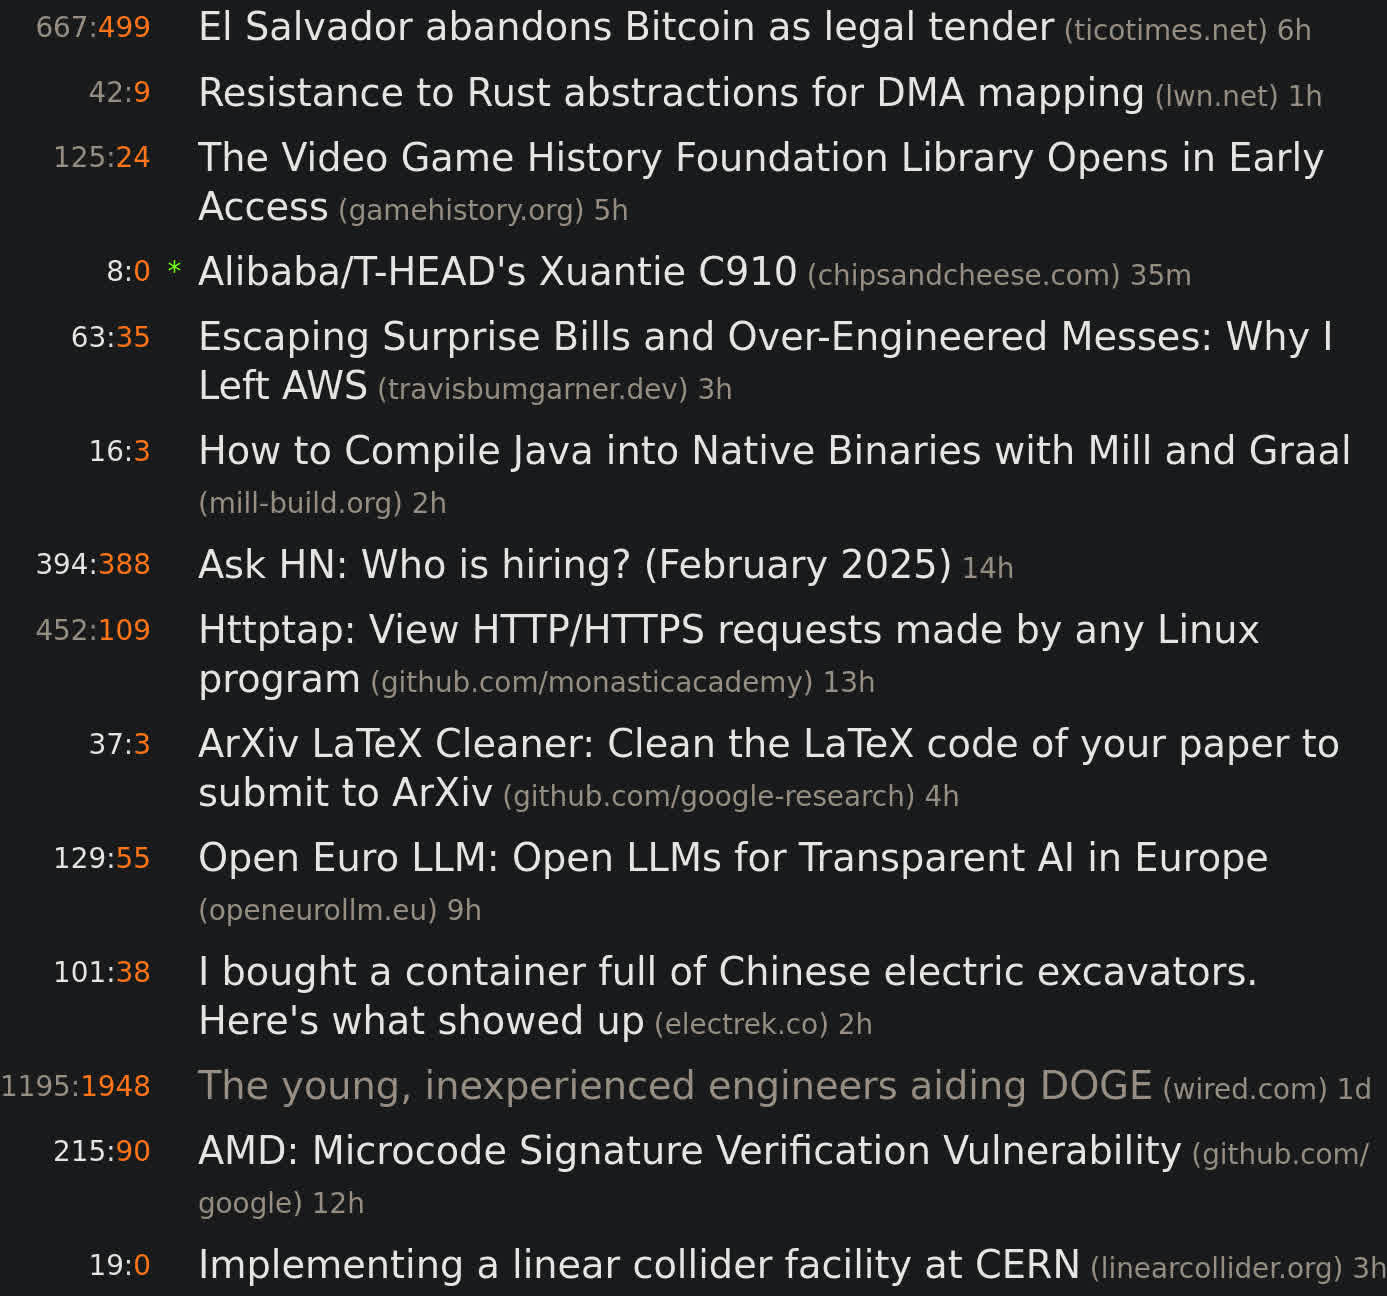 667:499 El Salvador abandons Bitcoin as legal tender (ticotimes.net) 6h
42:9 Resistance to Rust abstractions for DMA mapping (lwn.net) 1h
125:24 The Video Game History Foundation Library Opens in Early
Access (gamehistory.org) 5h
8:0 * Alibaba/T-HEAD's Xuantie C910 (chipsandcheese.com) 35m
63:35 Escaping Surprise Bills and Over-Engineered Messes: Why I
Left AWS (travisbumgarner.dev) 3h
16:3 How to Compile Java into Native Binaries with Mill and Graal
(mill-build.org) 2h
394:388 Ask HN: Who is hiring? (February 2025) 14h
452:109 Httptap: View HTTP/HTTPS requests made by any Linux
program (github.com/monasticacademy) 13h
37:3 ArXiv LaTeX Cleaner: Clean the LaTeX code of your paper to
submit to ArXiv (github.com/google-research) 4h
129:55 Open Euro LLM: Open LLMs for Transparent AI in Europe
(openeurollm.eu) 9h
101:38 I bought a container full of Chinese electric excavators.
Here's what showed up (electrek.co) 2h
1195:1948 The young, inexperienced engineers aiding DOGE (wired.com) 1d
215:90 AMD: Microcode Signature Verification Vulnerability (github.com/
google) 12h
19:0 Implementing a linear collider facility at CERN (linearcollider.org) 3h